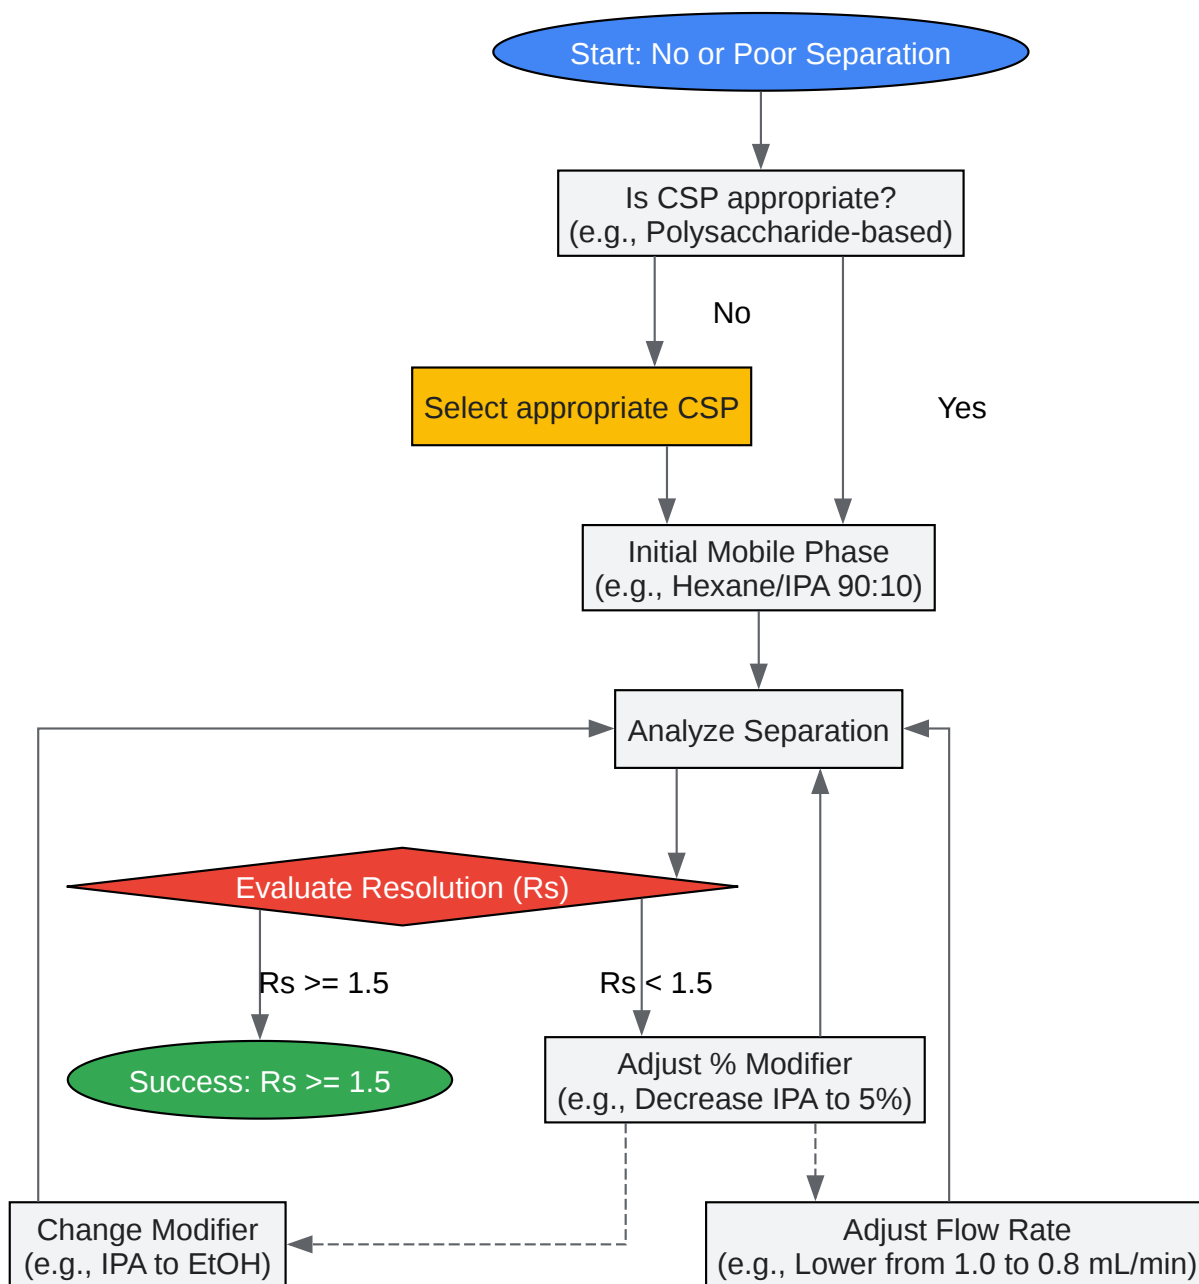 Start: No or Poor Separation
Is CSP appropriate?
(e.g., Polysaccharide-based)
No
Select appropriate CSP
Yes
Initial Mobile Phase
(e.g., Hexane/IPA 90:10)
Analyze Separation
Evaluate Resolution (Rs)
Rs >= 1.5
Rs < 1.5
Success: Rs >= 1.5
Adjust % Modifier
(e.g., Decrease IPA to 5%)
Change Modifier
(e.g., IPA to EtOH)
Adjust Flow Rate
(e.g., Lower from 1.0 to 0.8 mL/min)